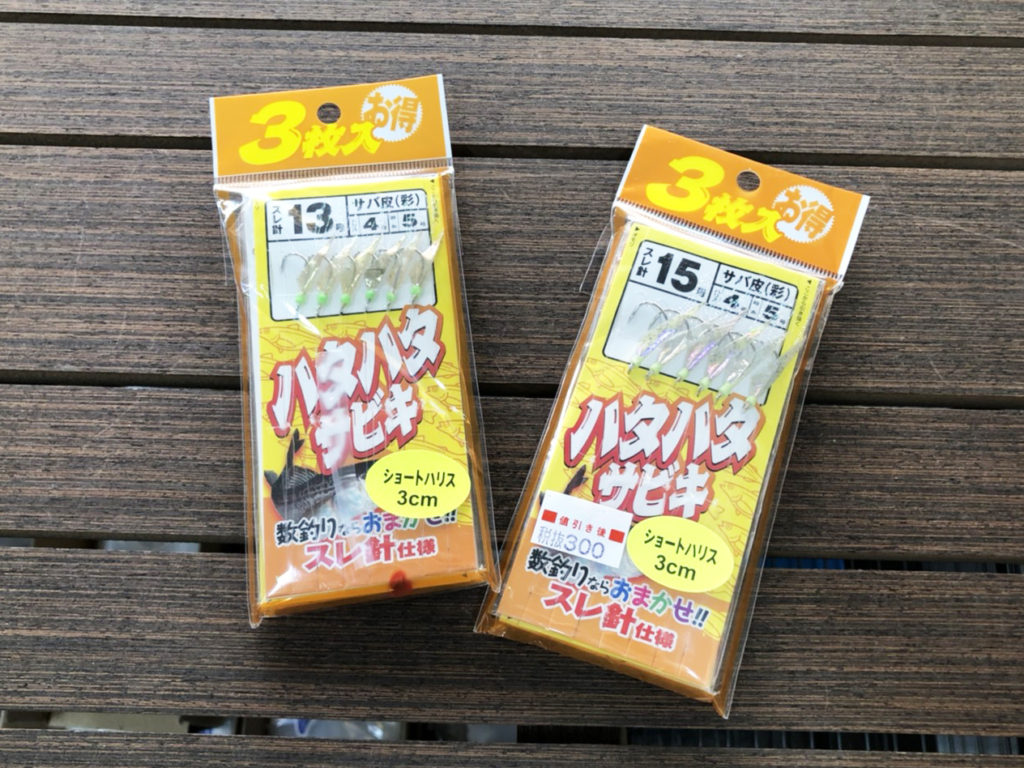 3枚入
お得
スレ針
13号
サバ皮(彩)
4
5
ハタハタ
サビキ
ショートハリス
3cm
数釣りならおまかせ!!
スレ針仕様
3枚入
お得
スレ針
15号
サバ皮(彩)
4
5
ハタハタ
サビキ
値引き後
税抜300
ショートハリス
3cm
数釣りならおまかせ!!
スレ針仕様